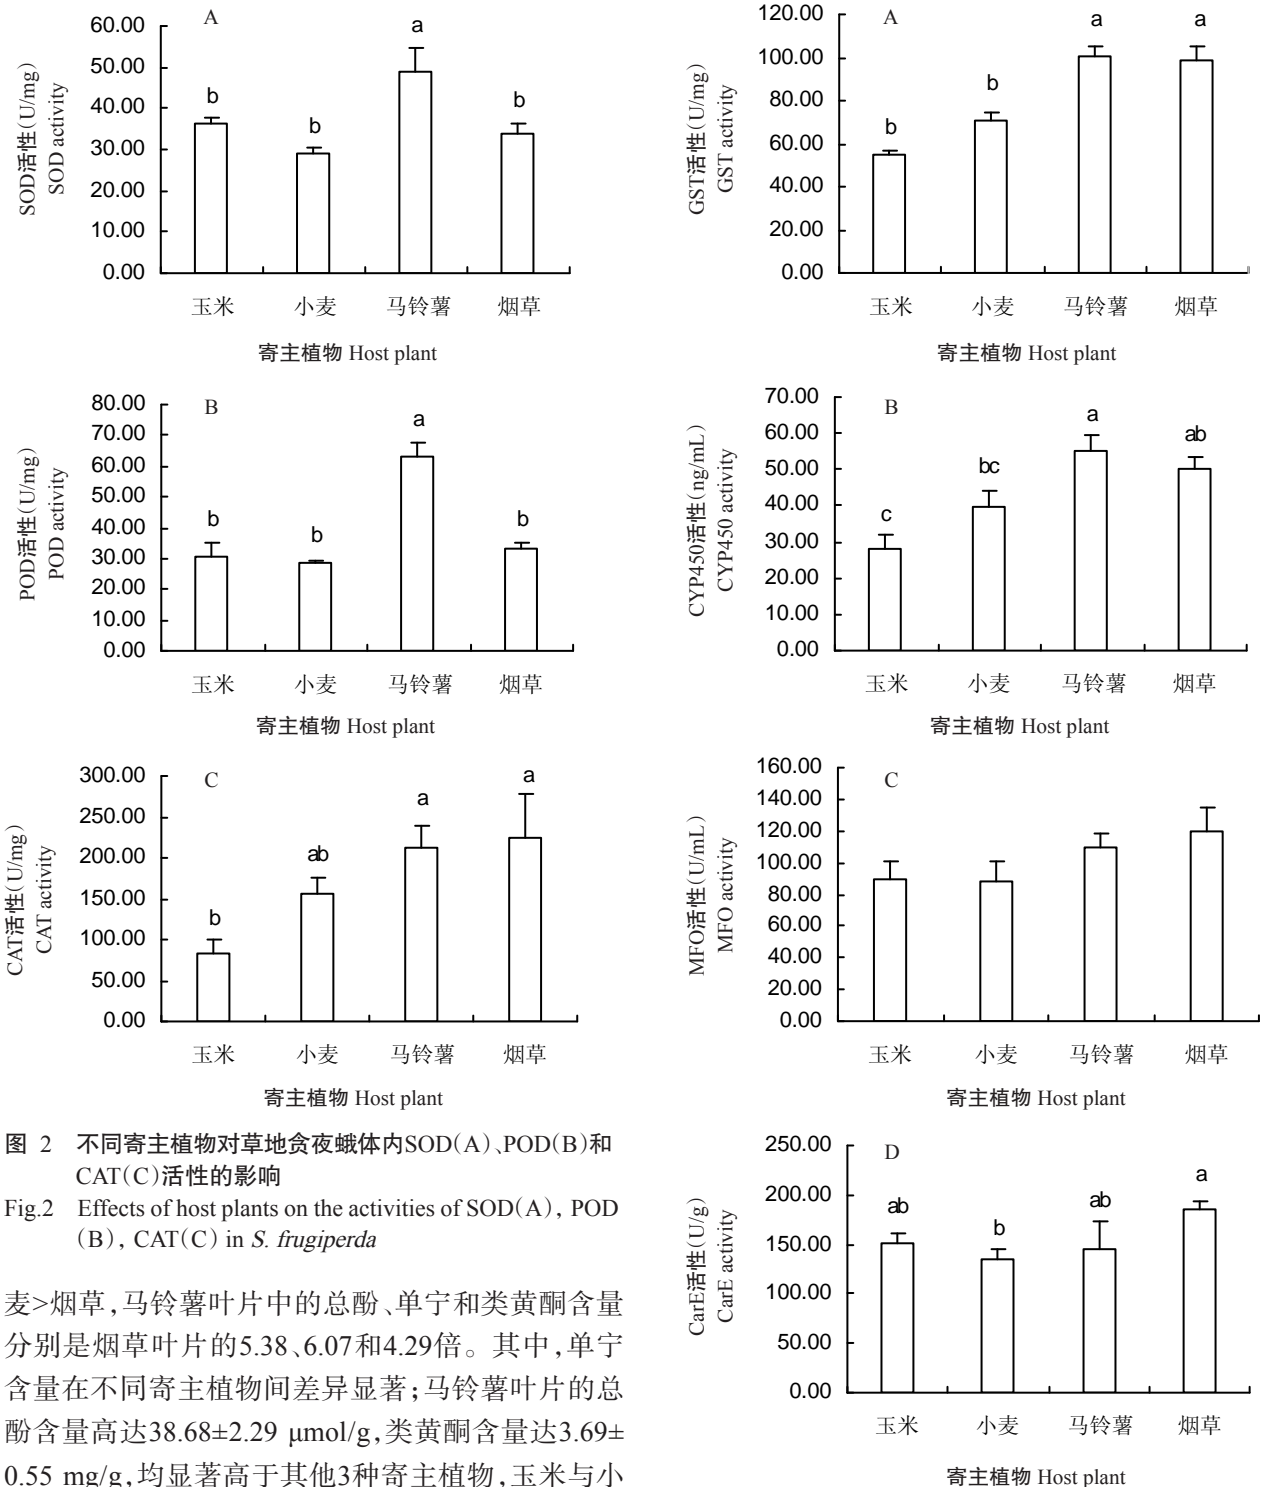 A
60.00
50.00
40.00
30.00
20.00
10.00
0.00
SOD活性(U/mg)
SOD activity
b
b
a
b
玉米 小麦 马铃薯 烟草
寄主植物 Host plant
B
80.00
70.00
60.00
50.00
40.00
30.00
20.00
10.00
0.00
POD活性(U/mg)
POD activity
b
b
a
b
玉米 小麦 马铃薯 烟草
寄主植物 Host plant
C
300.00
250.00
200.00
150.00
100.00
50.00
0.00
CAT活性(U/mg)
CAT activity
b
ab
a
a
玉米 小麦 马铃薯 烟草
寄主植物 Host plant
图 2 不同寄主植物对草地贪夜蛾体内SOD(A)、POD(B)和
CAT(C)活性的影响
Fig.2 Effects of host plants on the activities of SOD(A), POD
(B), CAT(C) in S. frugiperda
麦>烟草,马铃薯叶片中的总酚、单宁和类黄酮含量
分别是烟草叶片的5.38、6.07和4.29倍。其中,单宁
含量在不同寄主植物间差异显著;马铃薯叶片的总
酚含量高达38.68±2.29 μmol/g,类黄酮含量达3.69±
0.55 mg/g,均显著高于其他3种寄主植物,玉米与小
A
120.00
100.00
80.00
60.00
40.00
20.00
0.00
GST活性(U/mg)
GST activity
b
b
a
a
玉米 小麦 马铃薯 烟草
寄主植物 Host plant
B
70.00
60.00
50.00
40.00
30.00
20.00
10.00
0.00
CYP450活性(ng/mL)
CYP450 activity
c
bc
a
ab
玉米 小麦 马铃薯 烟草
寄主植物 Host plant
C
160.00
140.00
120.00
100.00
80.00
60.00
40.00
20.00
0.00
MFO活性(U/mL)
MFO activity
玉米 小麦 马铃薯 烟草
寄主植物 Host plant
D
250.00
200.00
150.00
100.00
50.00
0.00
CarE活性(U/g)
CarE activity
ab
b
ab
a
玉米 小麦 马铃薯 烟草
寄主植物 Host plant